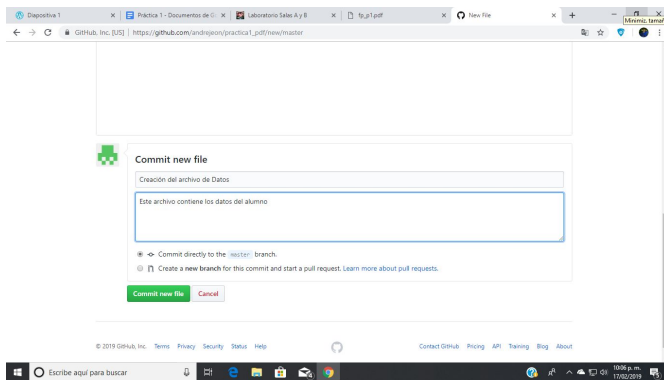 Diapositiva 1
Práctica 1 - Documentos de Go
Laboratorio Salas A y B
fp_p1.pdf
New File
Minimiz. tamañ
GitHub, Inc. [US] | https://github.com/andrejeon/practica1_pdf/new/master
Commit new file
Creación del archivo de Datos
Este archivo contiene los datos del alumno
Commit directly to the master branch.
Create a new branch for this commit and start a pull request. Learn more about pull requests.
Commit new file Cancel
© 2019 GitHub, Inc. Terms Privacy Security Status Help Contact GitHub Pricing API Training Blog About
Escribe aquí para buscar
10:06 p. m.
17/02/2019